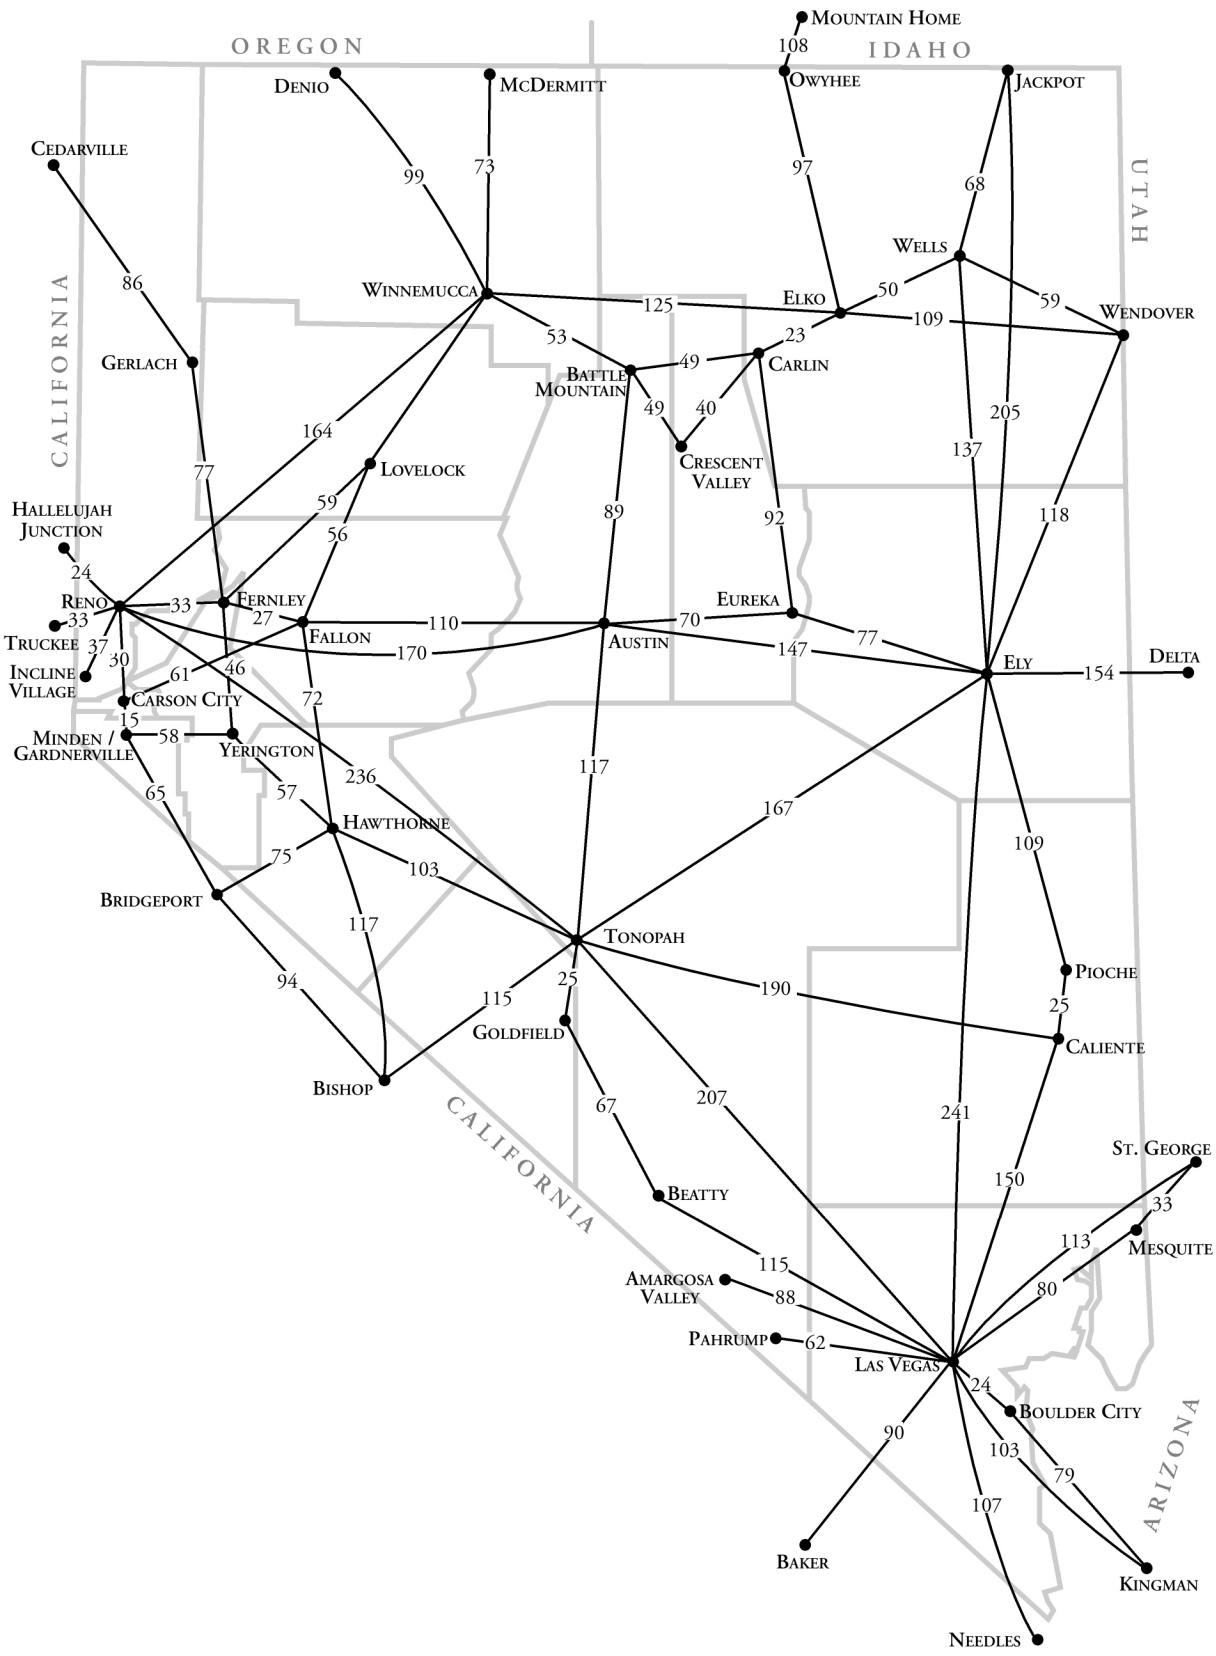 MOUNTAIN HOME
OREGON
108
IDAHO
DENIO
MCDERMITT
OWYHEE
JACKPOT
CEDARVILLE
99
73
97
68
UTAH
WELLS
86
WINNEMUCCA
125
ELKO
50
59
WENDOVER
109
CALIFORNIA
GERLACH
53
23
49
CARLIN
BATTLE
MOUNTAIN
49
40
205
164
137
77
LOVELOCK
CRESCENT
VALLEY
59
56
89
92
118
HALLELUJAH
JUNCTION
24
RENO
33
FERNLEY
27
FALLON
110
AUSTIN
70
EUREKA
77
33
TRUCKEE
37
30
170
147
ELY
154
DELTA
INCLINE
VILLAGE
61
46
72
CARSON CITY
15
MINDEN /
GARDNERVILLE
58
YERINGTON
65
57
236
117
167
HAWTHORNE
75
103
109
BRIDGEPORT
117
TONOPAH
94
115
25
190
PIOCHE
25
GOLDFIELD
CALIENTE
BISHOP
CALIFORNIA
67
207
241
150
ST. GEORGE
BEATTY
33
113
MESQUITE
115
80
AMARGOSA
VALLEY
88
PAHRUMP
62
LAS VEGAS
24
BOULDER CITY
90
103
79
107
ARIZONA
BAKER
KINGMAN
NEEDLES